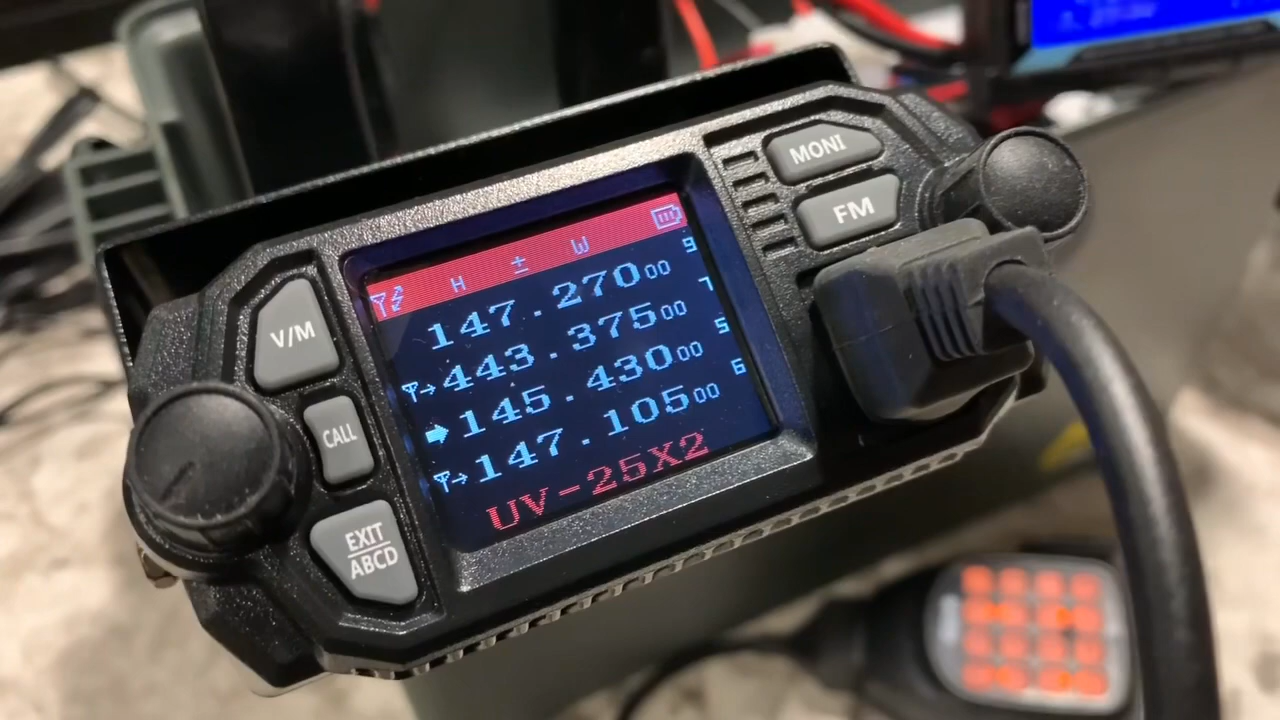 H ± W
147.27000 9
443.37500 7
145.43000 5
147.10500 6
UV-25X2
V/M
CALL
EXIT
ABCD
MONI
FM